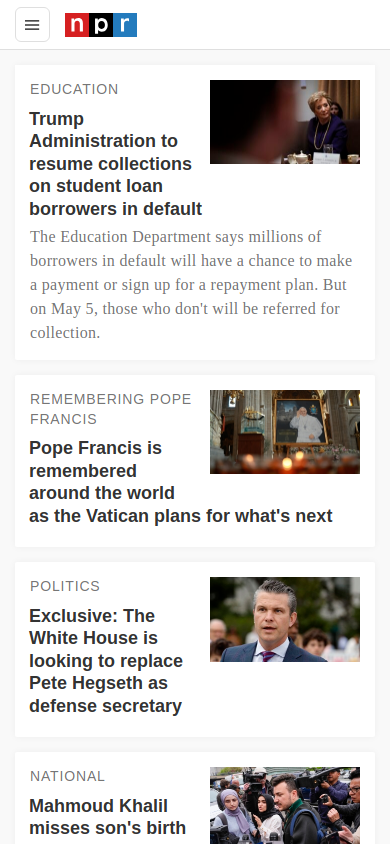 npr
EDUCATION
Trump
Administration to
resume collections
on student loan
borrowers in default
The Education Department says millions of
borrowers in default will have a chance to make
a payment or sign up for a repayment plan. But
on May 5, those who don't will be referred for
collection.
REMEMBERING POPE
FRANCIS
Pope Francis is
remembered
around the world
as the Vatican plans for what's next
POLITICS
Exclusive: The
White House is
looking to replace
Pete Hegseth as
defense secretary
NATIONAL
Mahmoud Khalil
misses son's birth